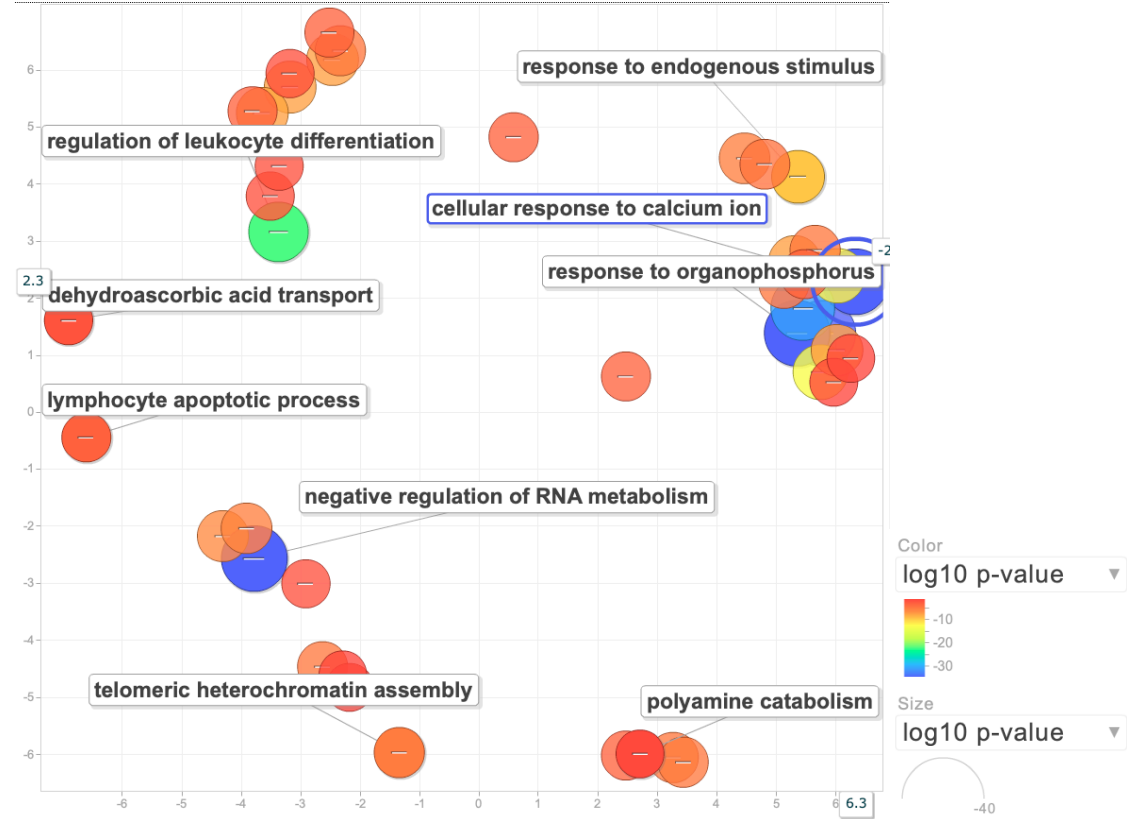 response to endogenous stimulus
regulation of leukocyte differentiation
cellular response to calcium ion
-2
response to organophosphorus
2.3
dehydroascorbic acid transport
lymphocyte apoptotic process
negative regulation of RNA metabolism
telomeric heterochromatin assembly
polyamine catabolism
6
5
4
3
2
1
0
-1
-2
-3
-4
-5
-6
-6
-5
-4
-3
-2
-1
0
1
2
3
4
5
6
6.3
Color
log10 p-value
-10
-20
-30
Size
log10 p-value
-40